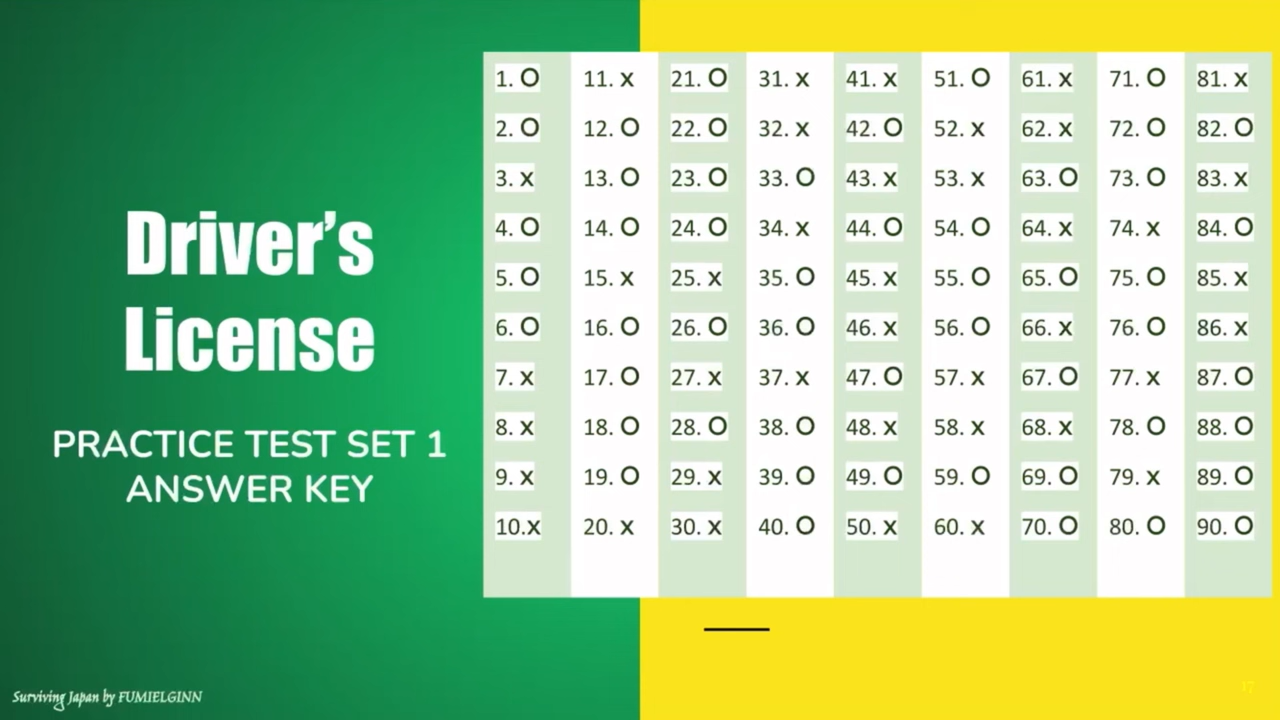 Driver's
License
PRACTICE TEST SET 1
ANSWER KEY
1. O 11. x 21. O 31. x 41. x 51. O 61. x 71. O 81. x
2. O 12. O 22. O 32. x 42. O 52. x 62. x 72. O 82. O
3. x 13. O 23. O 33. O 43. x 53. x 63. O 73. O 83. x
4. O 14. O 24. O 34. x 44. O 54. O 64. x 74. x 84. O
5. O 15. x 25. x 35. O 45. x 55. O 65. O 75. O 85. x
6. O 16. O 26. O 36. O 46. x 56. O 66. x 76. O 86. x
7. x 17. O 27. x 37. x 47. O 57. x 67. O 77. x 87. O
8. x 18. O 28. O 38. O 48. x 58. x 68. x 78. O 88. O
9. x 19. O 29. x 39. O 49. O 59. O 69. O 79. x 89. O
10.x 20. x 30. x 40. O 50. x 60. x 70. O 80. O 90. O
Surviving Japan by FUMIELGINN
17